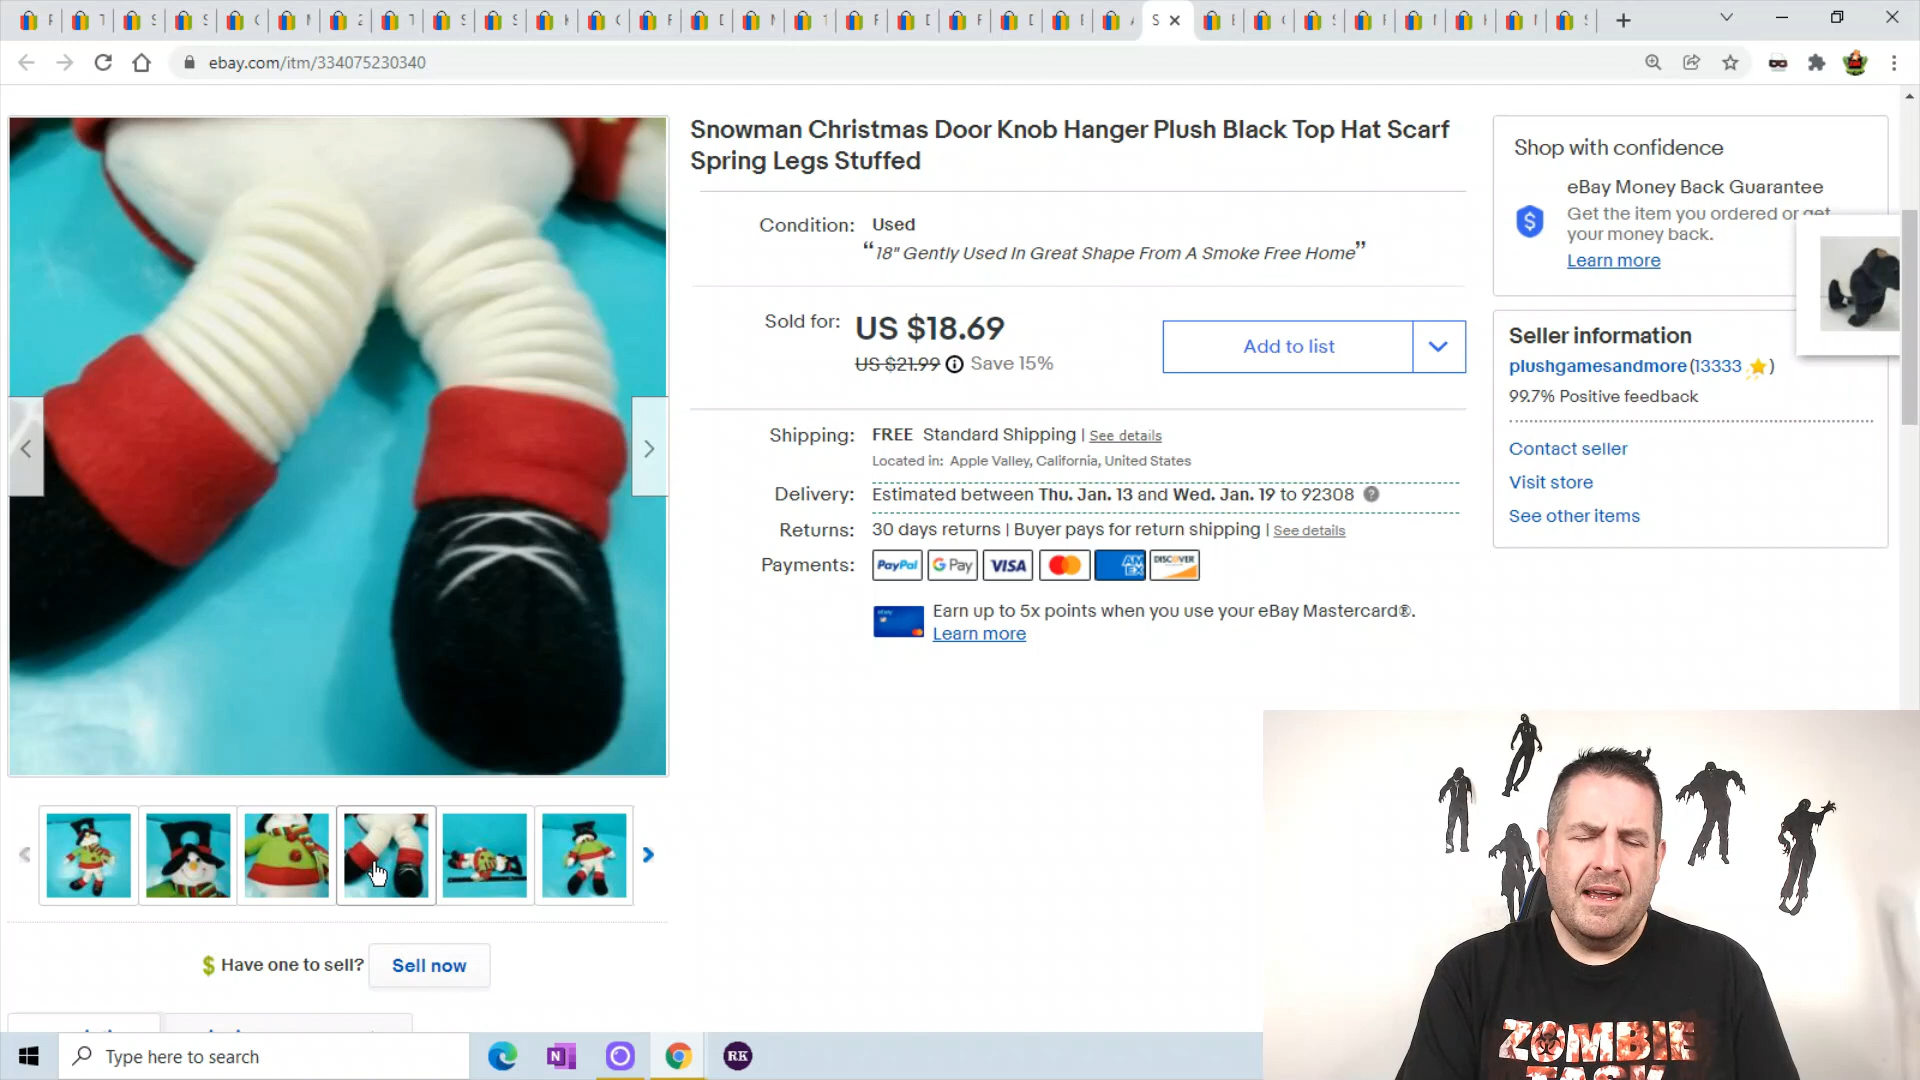 ebay.com/itm/334075230340
Snowman Christmas Door Knob Hanger Plush Black Top Hat Scarf
Spring Legs Stuffed
Condition: Used
“18" Gently Used In Great Shape From A Smoke Free Home”
Sold for: US $18.69
US $21.99 Save 15%
Add to list
Shipping: FREE Standard Shipping | See details
Located in: Apple Valley, California, United States
Delivery: Estimated between Thu. Jan. 13 and Wed. Jan. 19 to 92308
Returns: 30 days returns | Buyer pays for return shipping | See details
Payments: PayPal G Pay VISA AM EX DISCOVER
Earn up to 5x points when you use your eBay Mastercard®.
Learn more
Shop with confidence
eBay Money Back Guarantee
Get the item you ordered or get
your money back.
Learn more
Seller information
plushgamesandmore (13333)
99.7% Positive feedback
Contact seller
Visit store
See other items
$ Have one to sell? Sell now
Type here to search
N
RK
ZOMBIE
TASK